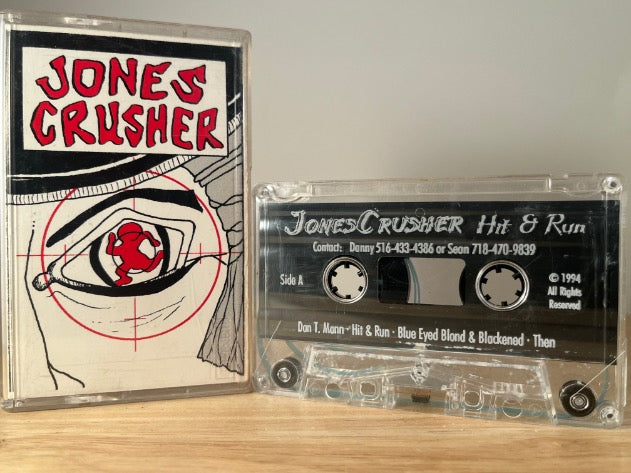 JONES
CRUSHER
JONESCRUSHER Hit & Run
Contact: Danny 516-433-4386 or Sean 718-470-9839
Side A
© 1994
All Rights
Reserved
Dan T. Mann · Hit & Run · Blue Eyed Blond & Blackened · Then